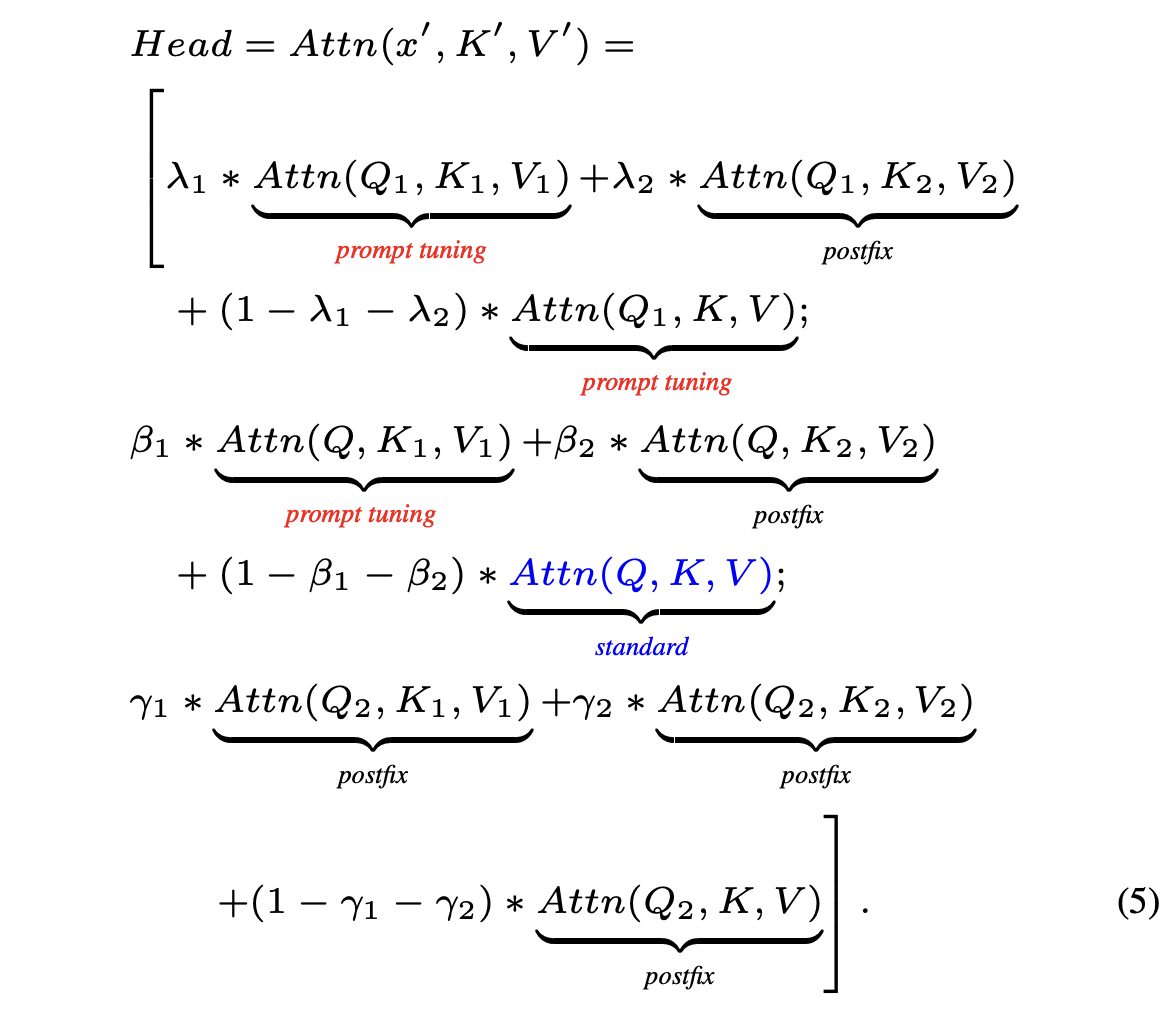 Head = Attn(x′, K′, V′) =
[λ₁ * Attn(Q₁, K₁, V₁) +λ₂ * Attn(Q₁, K₂, V₂)
prompt tuning postfix
+ (1 − λ₁ − λ₂) * Attn(Q₁, K, V);
prompt tuning
β₁ * Attn(Q, K₁, V₁) +β₂ * Attn(Q, K₂, V₂)
prompt tuning postfix
+ (1 − β₁ − β₂) * Attn(Q, K, V);
standard
γ₁ * Attn(Q₂, K₁, V₁) +γ₂ * Attn(Q₂, K₂, V₂)
postfix postfix
+(1 − γ₁ − γ₂) * Attn(Q₂, K, V)] . (5)
postfix